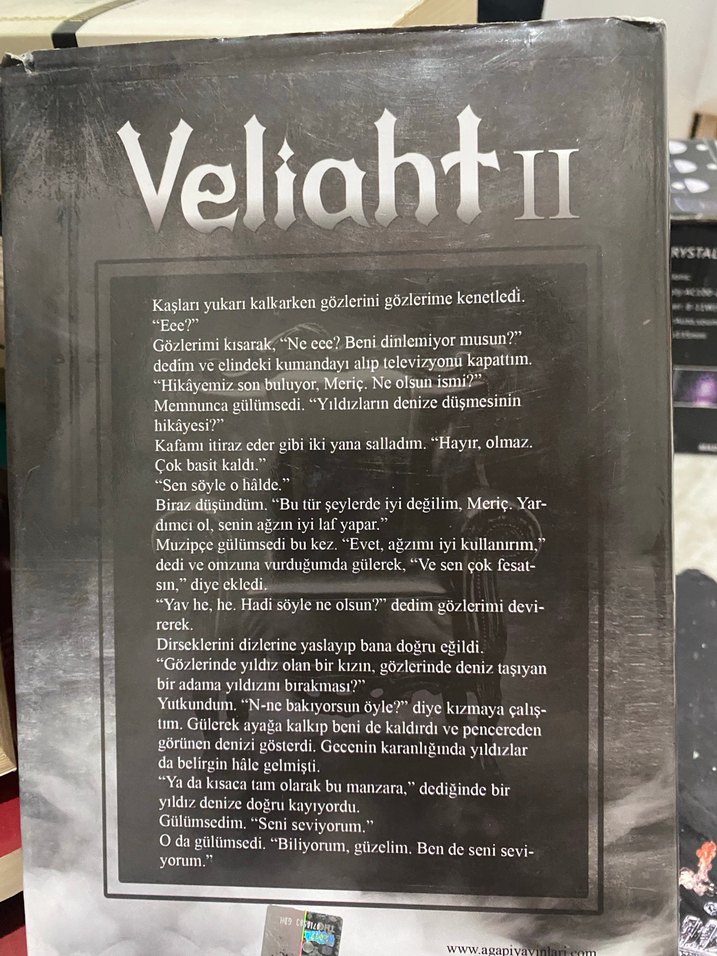 Veliaht II
Kaşları yukarı kalkarken gözlerini gözlerime kenetledi.
“Eee?”
Gözlerimi kısarak, “Ne eee? Beni dinlemiyor musun?”
dedim ve elindeki kumandayı alıp televizyonu kapattım.
“Hikâyemiz son buluyor, Meriç. Ne olsun ismi?”
Memnunca gülümsedi. “Yıldızların denize düşmesinin
hikâyesi?”
Kafamı itiraz eder gibi iki yana salladım. “Hayır, olmaz.
Çok basit kaldı.”
“Sen söyle o hâlde.”
Biraz düşündüm. “Bu tür şeylerde iyi değilim, Meriç. Yar-
dımcı ol, senin ağzın iyi laf yapar.”
Muzipçe gülümsedi bu kez. “Evet, ağzımı iyi kullanırım,”
dedi ve omzuna vurduğumda gülerek, “Ve sen çok fesat-
sın,” diye ekledi.
“Yav he, he. Hadi söyle ne olsun?” dedim gözlerimi devi-
rerek.
Dirseklerini dizlerine yaslayıp bana doğru eğildi.
“Gözlerinde yıldız olan bir kızın, gözlerinde deniz taşıyan
bir adama yıldızını bırakması?”
Yutkundum. “N-ne bakıyorsun öyle?” diye kızmaya çalış-
tım. Gülerek ayağa kalkıp beni de kaldırdı ve pencereden
görünen denizi gösterdi. Gecenin karanlığında yıldızlar
da belirgin hâle gelmişti.
“Ya da kısaca tam olarak bu manzara,” dediğinde bir
yıldız denize doğru kayıyordu.
Gülümsedim. “Seni seviyorum.”
O da gülümsedi. “Biliyorum, güzelim. Ben de seni sevi-
yorum.”
www.agapiyayinlari.com
RYSTAL